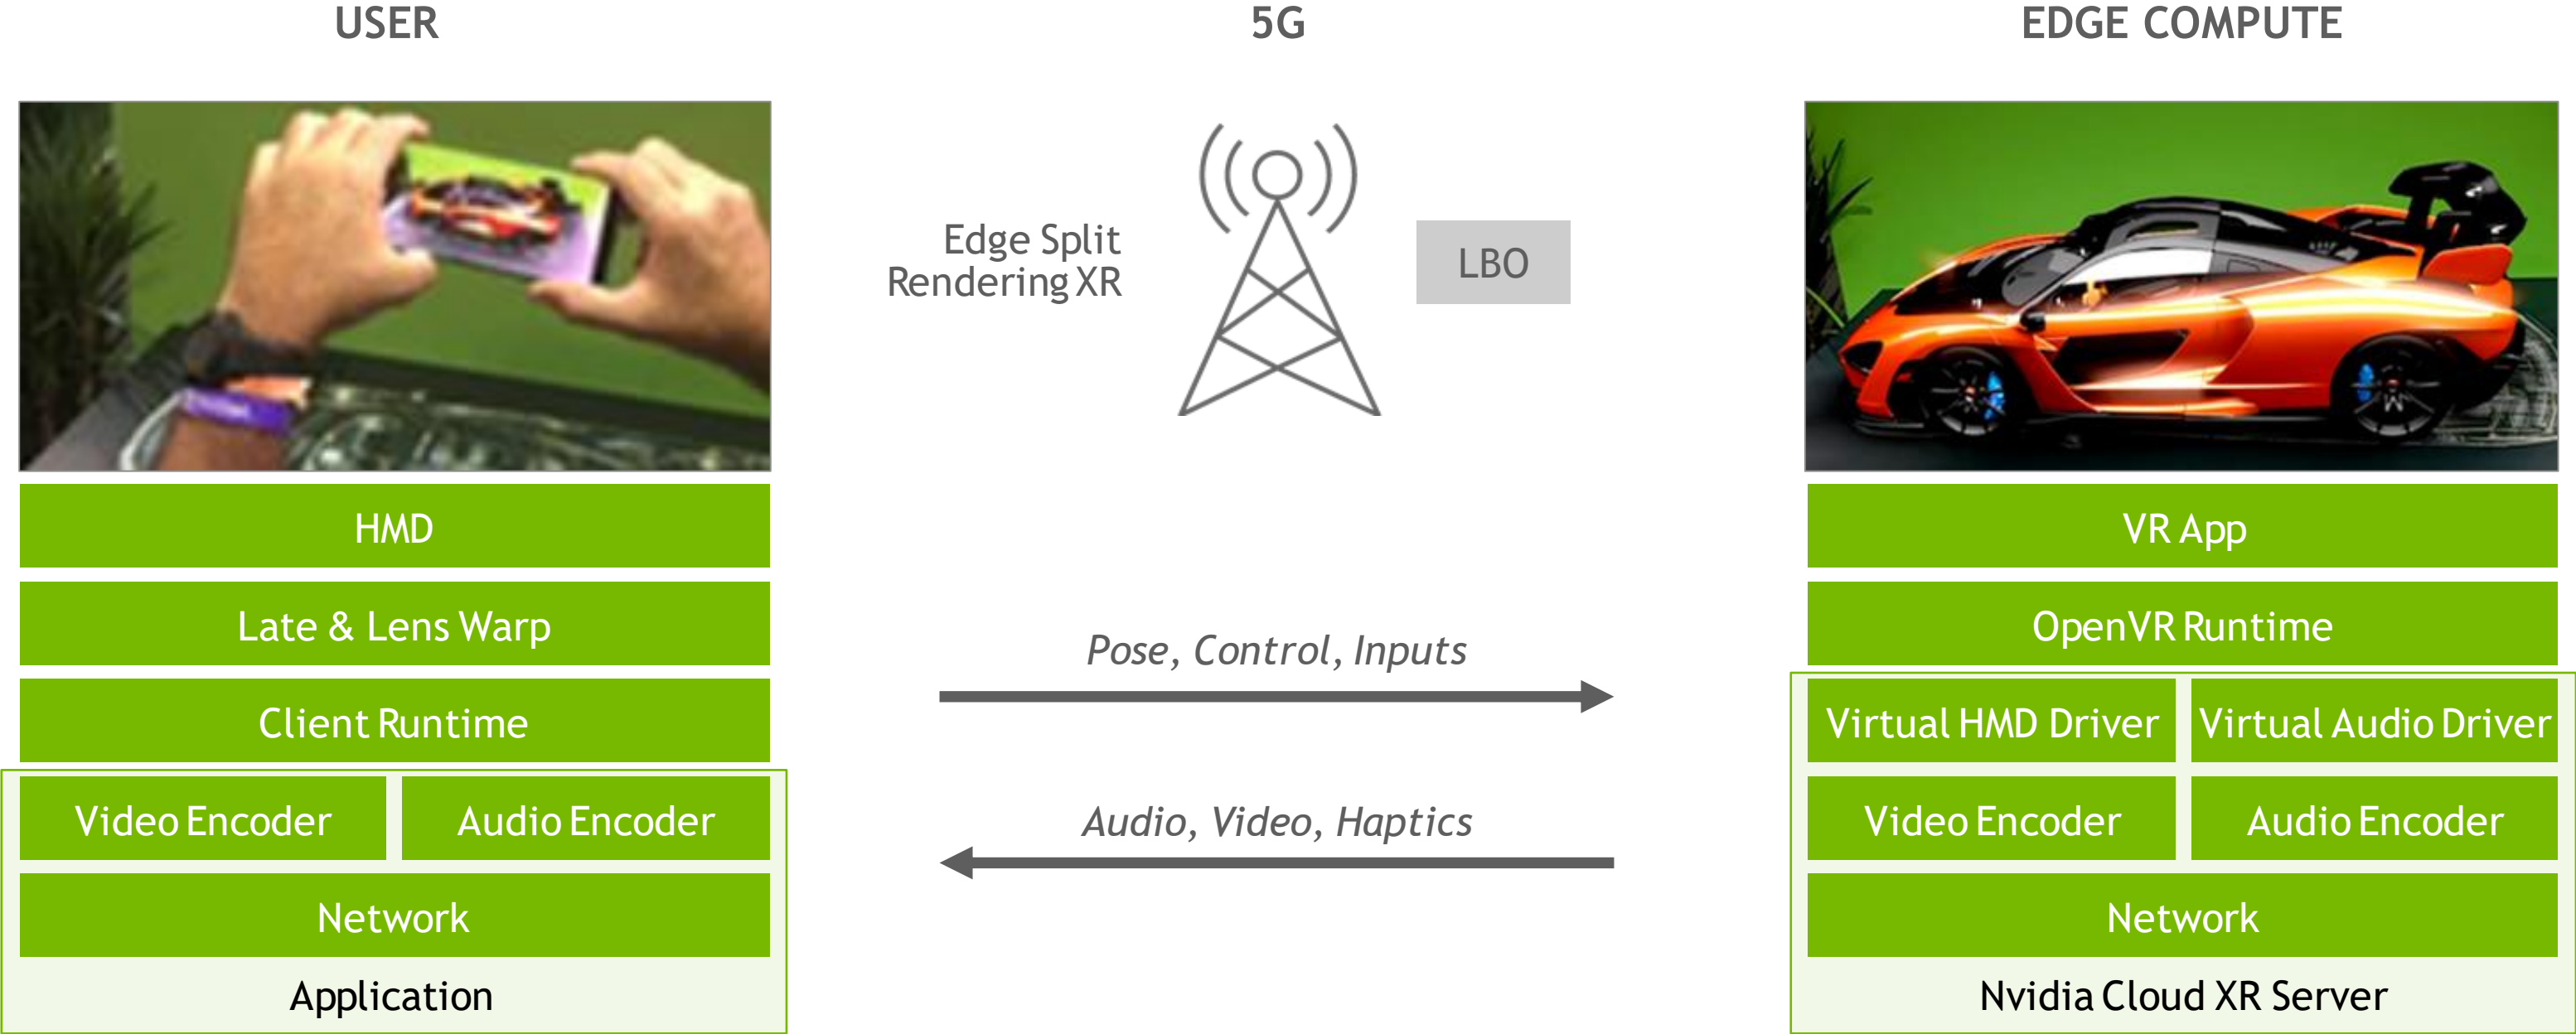 USER
5G
EDGE COMPUTE
Edge Split
Rendering XR
LBO
HMD
Late & Lens Warp
Client Runtime
Video Encoder
Audio Encoder
Network
Application
Pose, Control, Inputs
Audio, Video, Haptics
VR App
OpenVR Runtime
Virtual HMD Driver
Virtual Audio Driver
Video Encoder
Audio Encoder
Network
Nvidia Cloud XR Server